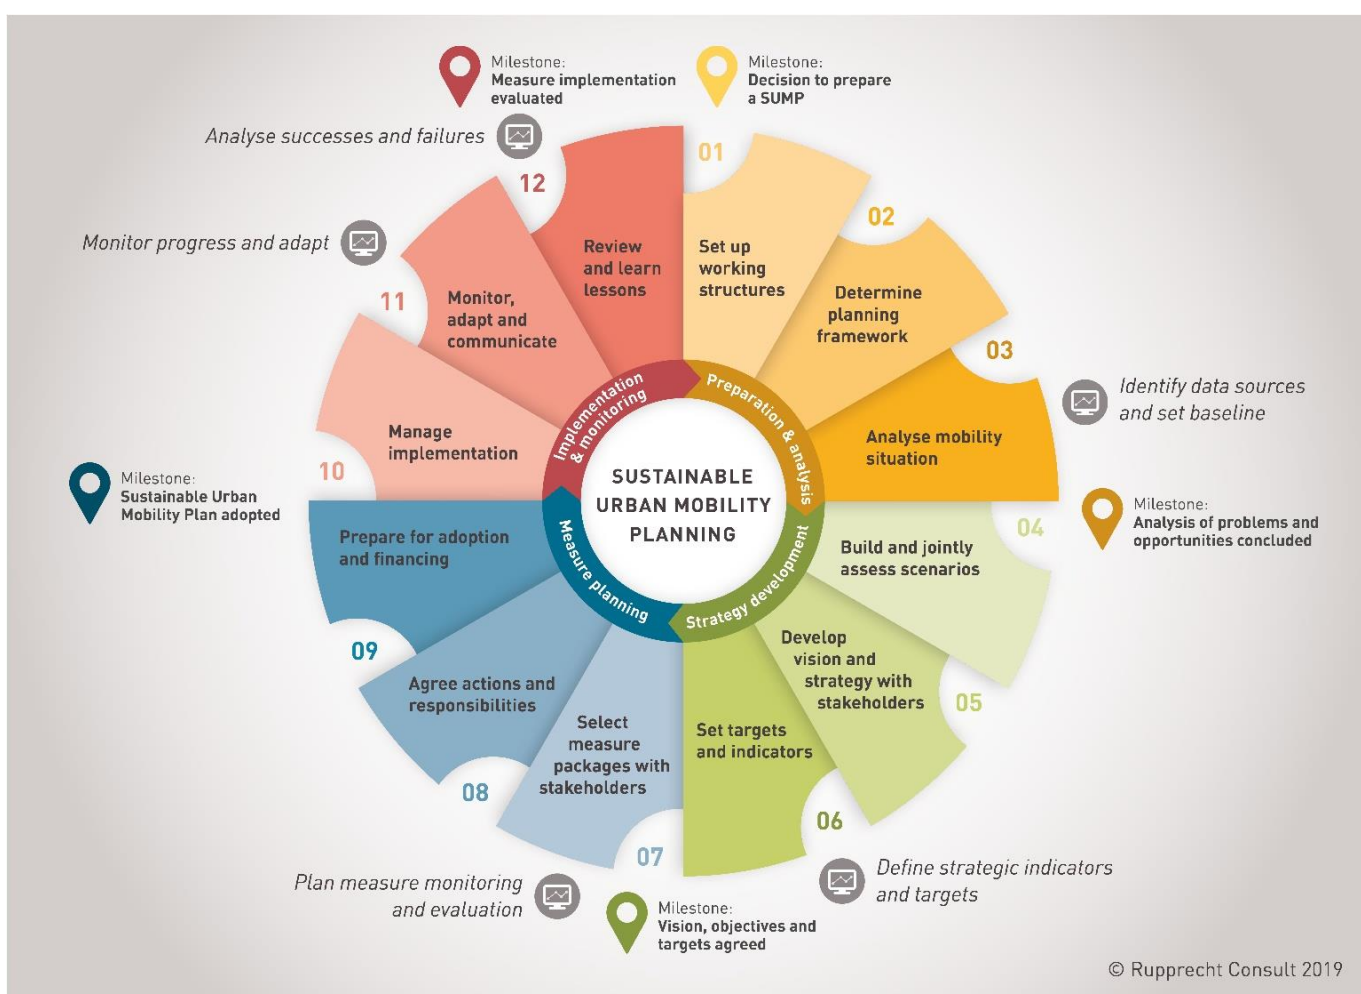 Milestone:
Measure implementation
evaluated
Milestone:
Decision to prepare
a SUMP
Analyse successes and failures
Monitor progress and adapt
01
Set up
working
structures
02
Determine
planning
framework
03
Analyse mobility
situation
Identify data sources
and set baseline
Milestone:
Analysis of problems and
opportunities concluded
04
Build and jointly
assess scenarios
05
Develop
vision and
strategy with
stakeholders
06
Set targets
and indicators
Define strategic indicators
and targets
Milestone:
Vision, objectives and
targets agreed
07
Select
measure
packages with
stakeholders
Plan measure monitoring
and evaluation
08
Agree actions and
responsibilities
09
Prepare for adoption
and financing
Milestone:
Sustainable Urban
Mobility Plan adopted
10
Manage
implementation
11
Monitor,
adapt and
communicate
12
Review
and learn
lessons
Preparation & analysis
Strategy development
Measure planning
Implementation
& monitoring
SUSTAINABLE
URBAN MOBILITY
PLANNING
© Rupprecht Consult 2019